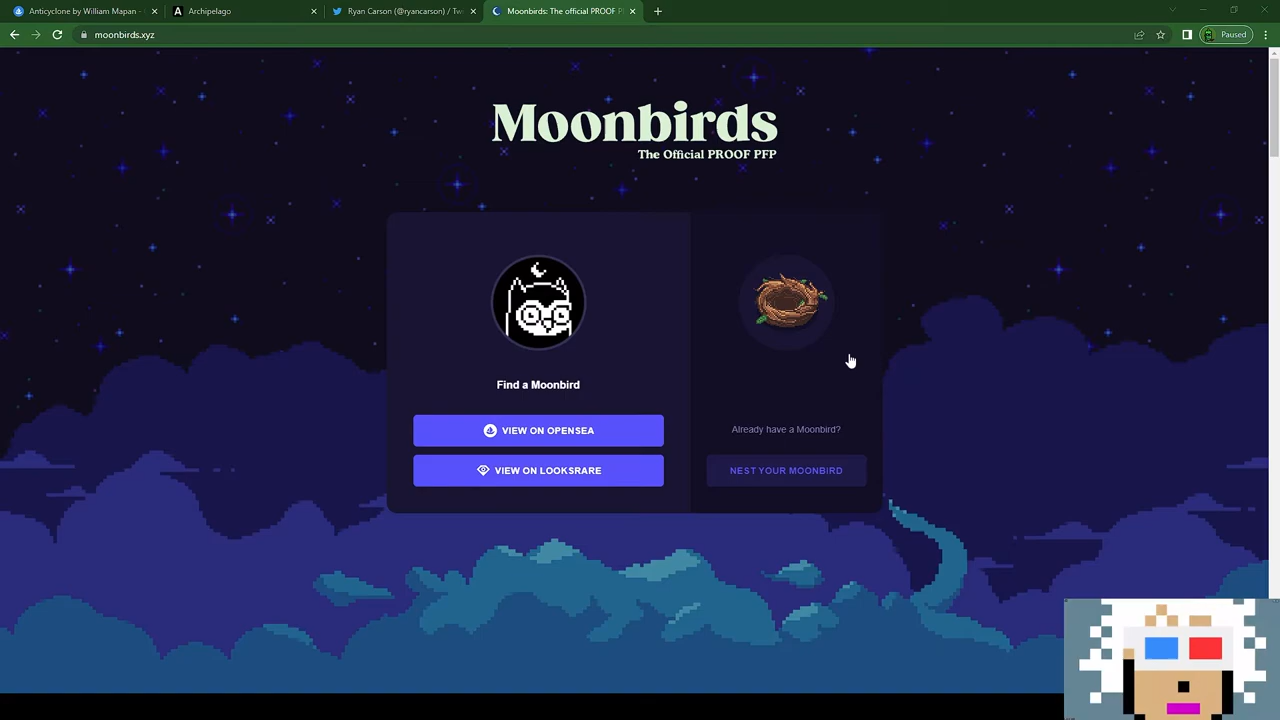 Anticyclone by William Mapan -
Archipelago
Ryan Carson (@ryancarson) / Tw
Moonbirds: The official PROOF P
moonbirds.xyz
Paused
Moonbirds
The Official PROOF PFP
Find a Moonbird
VIEW ON OPENSEA
VIEW ON LOOKSRARE
Already have a Moonbird?
NEST YOUR MOONBIRD